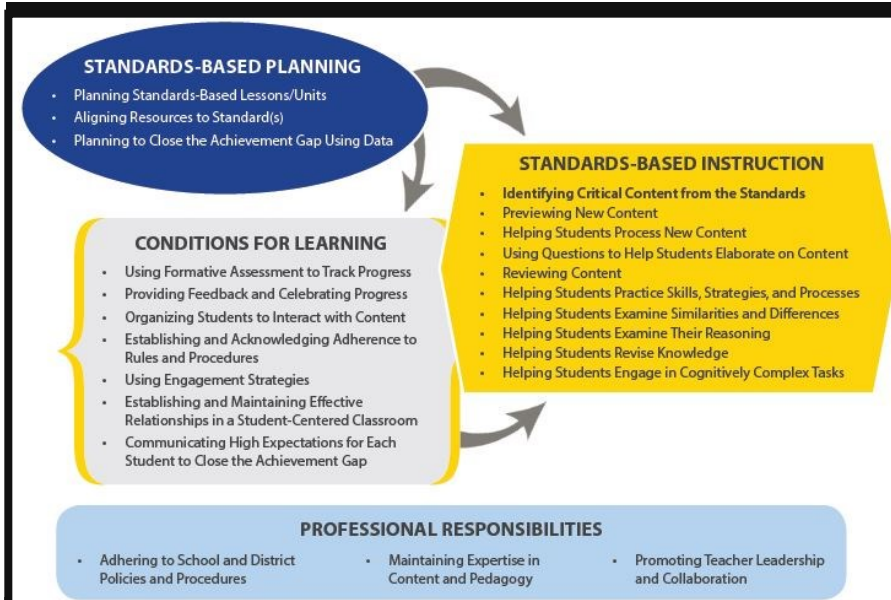 STANDARDS-BASED PLANNING
• Planning Standards-Based Lessons/Units
• Aligning Resources to Standard(s)
• Planning to Close the Achievement Gap Using Data
STANDARDS-BASED INSTRUCTION
• Identifying Critical Content from the Standards
• Previewing New Content
• Helping Students Process New Content
• Using Questions to Help Students Elaborate on Content
• Reviewing Content
• Helping Students Practice Skills, Strategies, and Processes
• Helping Students Examine Similarities and Differences
• Helping Students Examine Their Reasoning
• Helping Students Revise Knowledge
• Helping Students Engage in Cognitively Complex Tasks
CONDITIONS FOR LEARNING
• Using Formative Assessment to Track Progress
• Providing Feedback and Celebrating Progress
• Organizing Students to Interact with Content
• Establishing and Acknowledging Adherence to
Rules and Procedures
• Using Engagement Strategies
• Establishing and Maintaining Effective
Relationships in a Student-Centered Classroom
• Communicating High Expectations for Each
Student to Close the Achievement Gap
PROFESSIONAL RESPONSIBILITIES
• Adhering to School and District
Policies and Procedures
• Maintaining Expertise in
Content and Pedagogy
• Promoting Teacher Leadership
and Collaboration